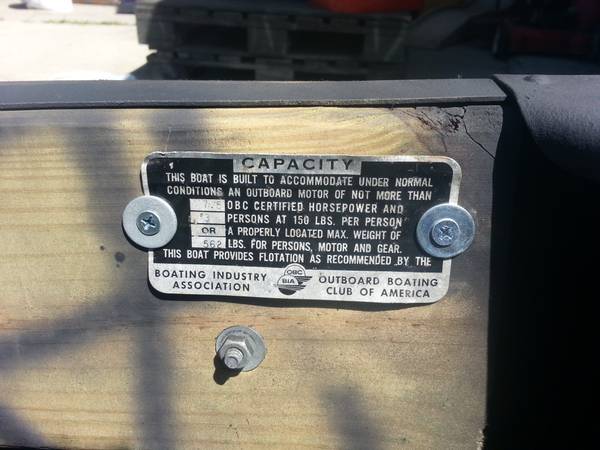 CAPACITY
THIS BOAT IS BUILT TO ACCOMMODATE UNDER NORMAL
CONDITIONS AN OUTBOARD MOTOR OF NOT MORE THAN
OBC CERTIFIED HORSEPOWER AND
3 PERSONS AT 150 LBS. PER PERSON
OR A PROPERLY LOCATED MAX. WEIGHT OF
562 LBS. FOR PERSONS, MOTOR AND GEAR.
THIS BOAT PROVIDES FLOTATION AS RECOMMENDED BY THE
BOATING INDUSTRY ASSOCIATION
OBC
BIA
OUTBOARD BOATING CLUB OF AMERICA